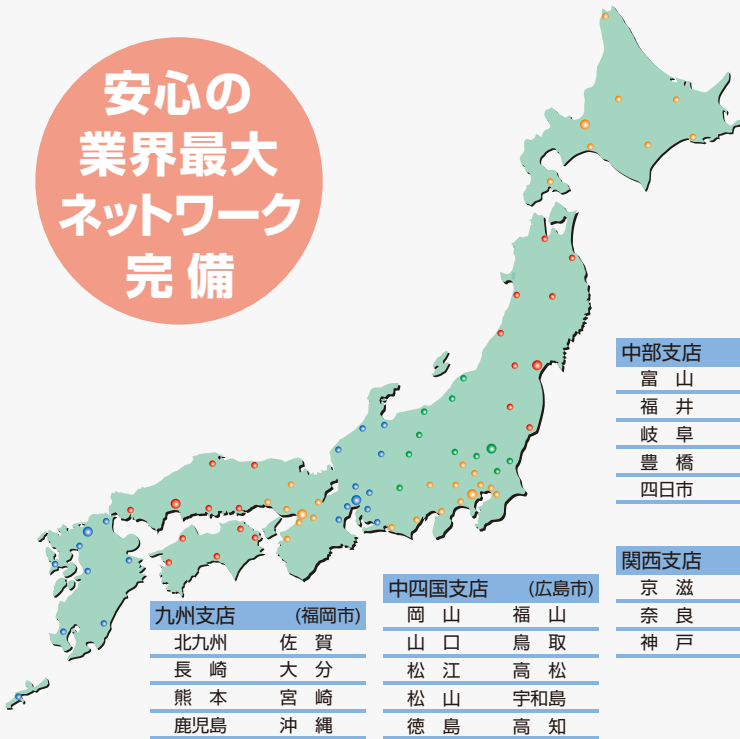 安心の
業界最大
ネットワーク
完備
中部支店
富山
福井
岐阜
豊橋
四日市
関西支店
京滋
奈良
神戸
中四国支店 (広島市)
岡山 福山
山口 鳥取
松江 高松
松山 宇和島
徳島 高知
九州支店 (福岡市)
北九州 佐賀
長崎 大分
熊本 宮崎
鹿児島 沖縄